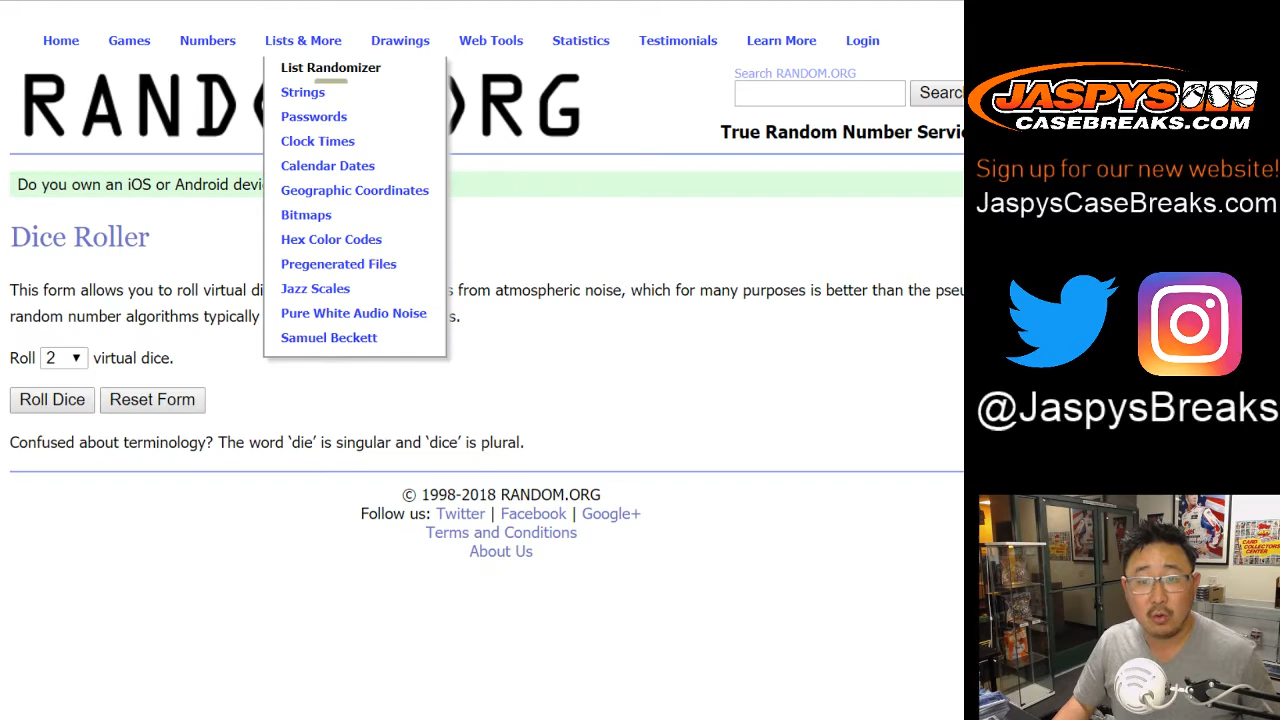 Home Games Numbers Lists & More Drawings Web Tools Statistics Testimonials Learn More Login
List Randomizer
Strings
Passwords
Clock Times
Calendar Dates
Geographic Coordinates
Bitmaps
Hex Color Codes
Pregenerated Files
Jazz Scales
Pure White Audio Noise
Samuel Beckett
RAND ORG
Search RANDOM.ORG
Search
True Random Number Servi
Do you own an iOS or Android devi
Dice Roller
This form allows you to roll virtual di s from atmospheric noise, which for many purposes is better than the pseu
random number algorithms typically s.
Roll 2 virtual dice.
Roll Dice Reset Form
Confused about terminology? The word ‘die’ is singular and ‘dice’ is plural.
© 1998-2018 RANDOM.ORG
Follow us: Twitter | Facebook | Google+
Terms and Conditions
About Us
JASPYS
CASEBREAKS.COM
Sign up for our new website!
JaspysCaseBreaks.com
@JaspysBreaks
CARD
COLLECTORS
CENTER